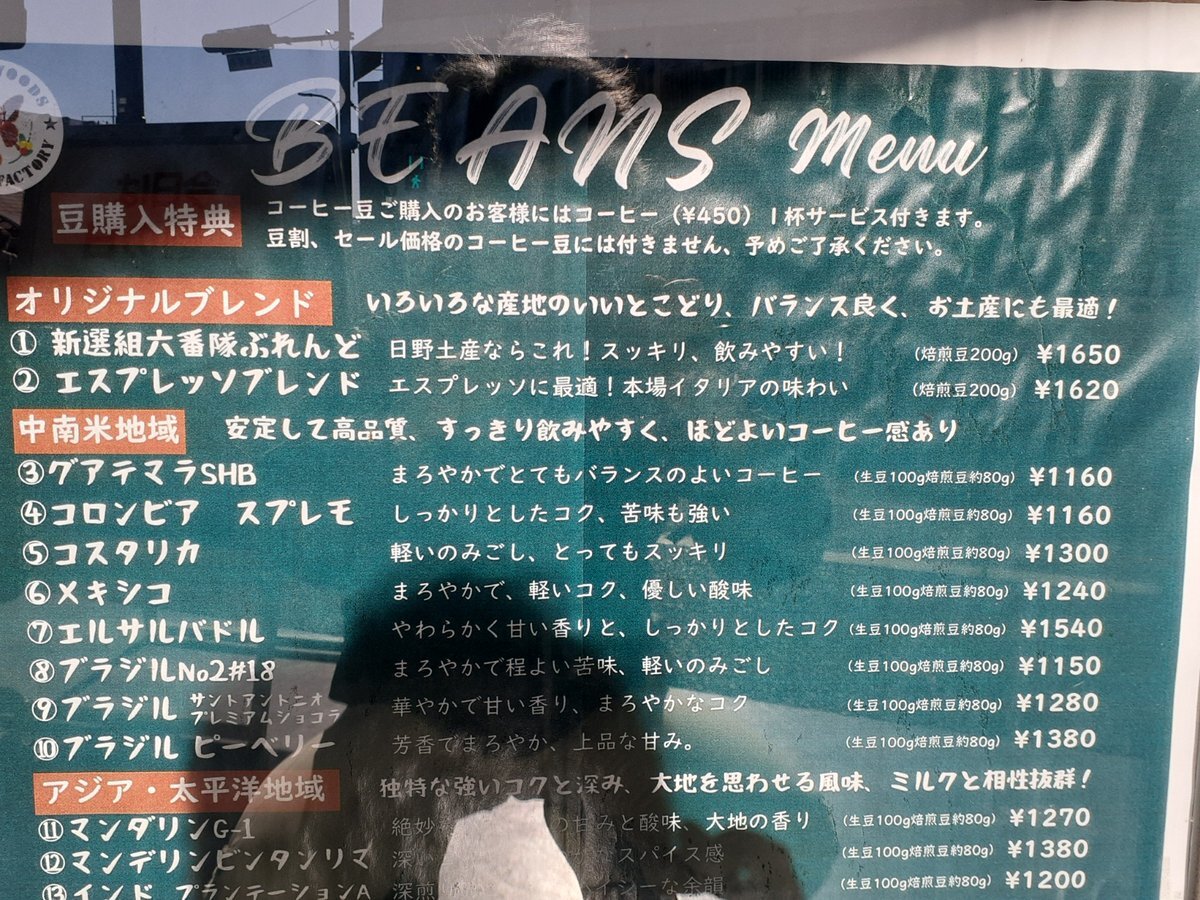 WOODS
FACTORY
BEANS Menu
豆購入特典
コーヒー豆ご購入のお客様にはコーヒー（¥450）1杯サービス付きます。
豆割、セール価格のコーヒー豆には付きません、予めご了承ください。
オリジナルブレンド いろいろな産地のいいとこどり、バランス良く、お土産にも最適！
① 新選組六番隊ぶれんど 日野土産ならこれ！スッキリ、飲みやすい！ （焙煎豆200g） ¥1650
② エスプレッソブレンド エスプレッソに最適！本場イタリアの味わい （焙煎豆200g） ¥1620
中南米地域 安定して高品質、すっきり飲みやすく、ほどよいコーヒー感あり
③グアテマラSHB まろやかでとてもバランスのよいコーヒー （生豆100g焙煎豆約80g） ¥1160
④コロンビア スプレモ しっかりとしたコク、苦味も強い （生豆100g焙煎豆約80g） ¥1160
⑤コスタリカ 軽いのみごし、とってもスッキリ （生豆100g焙煎豆約80g） ¥1300
⑥メキシコ まろやかで、軽いコク、優しい酸味 （生豆100g焙煎豆約80g） ¥1240
⑦エルサルバドル やわらかく甘い香りと、しっかりとしたコク （生豆100g焙煎豆約80g） ¥1540
⑧ブラジルNo2#18 まろやかで程よい苦味、軽いのみごし （生豆100g焙煎豆約80g） ¥1150
⑨ブラジル サントアントニオ プレミアムショコラ 華やかで甘い香り、まろやかなコク （生豆100g焙煎豆約80g） ¥1280
⑩ブラジル ピーベリー 芳香でまろやか、上品な甘み。 （生豆100g焙煎豆約80g） ¥1380
アジア・太平洋地域 独特な強いコクと深み、大地を思わせる風味、ミルクと相性抜群！
⑪マンダリンG-1 絶妙 の甘みと酸味、大地の香り （生豆100g焙煎豆約80g） ¥1270
⑫マンデリンビンタンリマ 深い スパイス感 （生豆100g焙煎豆約80g） ¥1380
⑬インド プランテーションA 深煎り な余韻 （生豆100g焙煎豆約80g） ¥1200